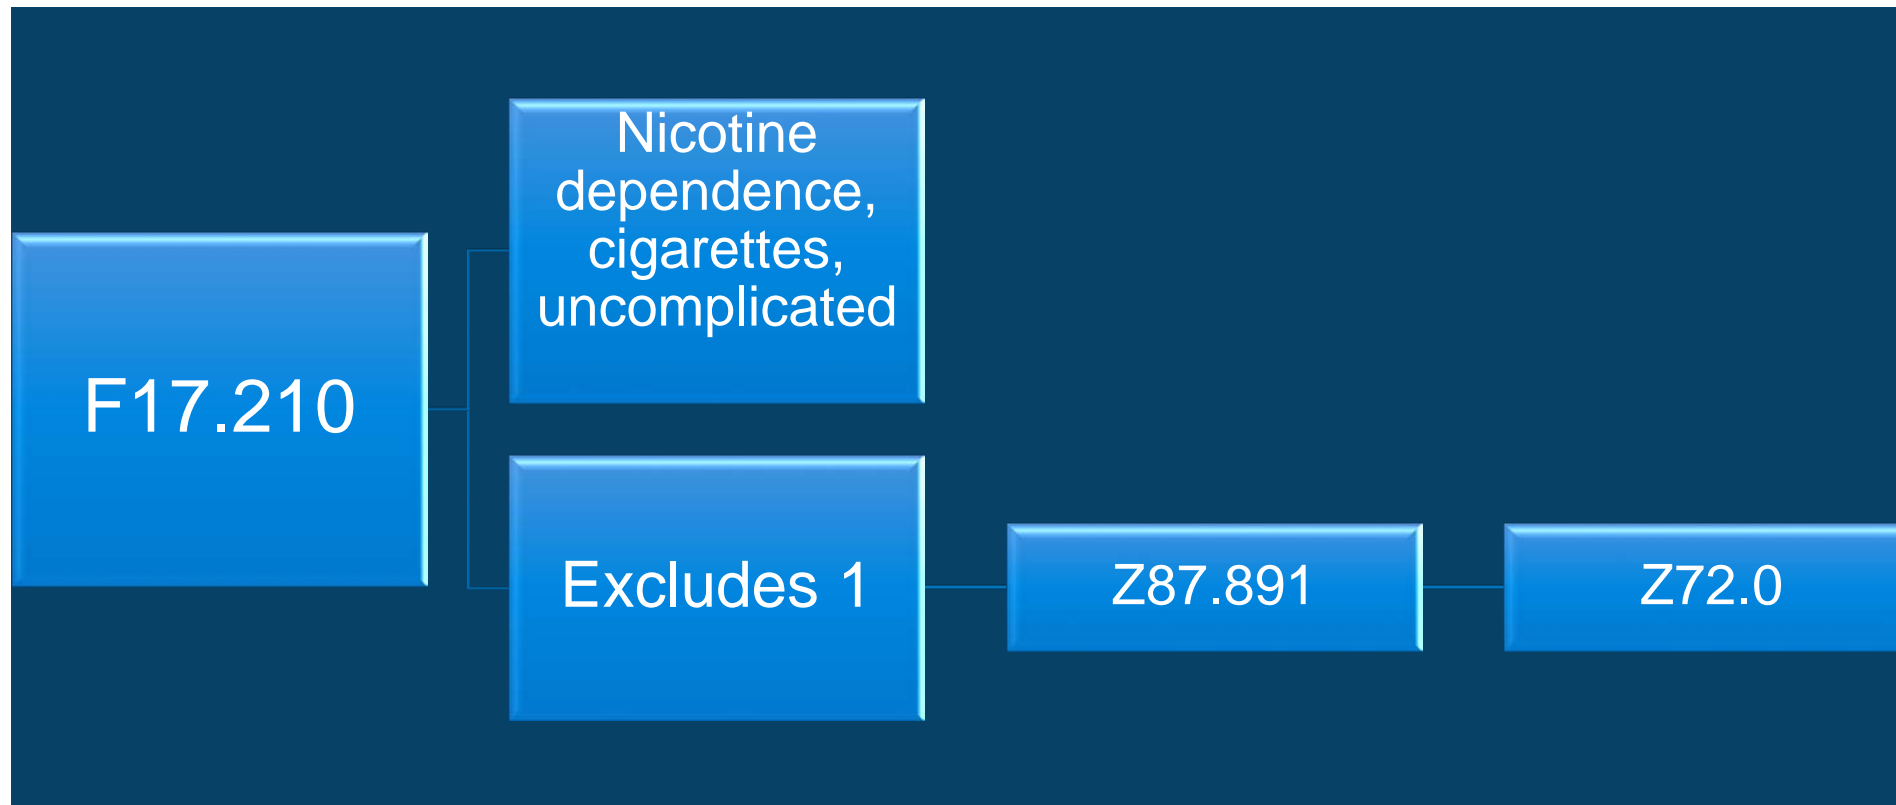 F17.210
Nicotine
dependence,
cigarettes,
uncomplicated
Excludes 1
Z87.891
Z72.0